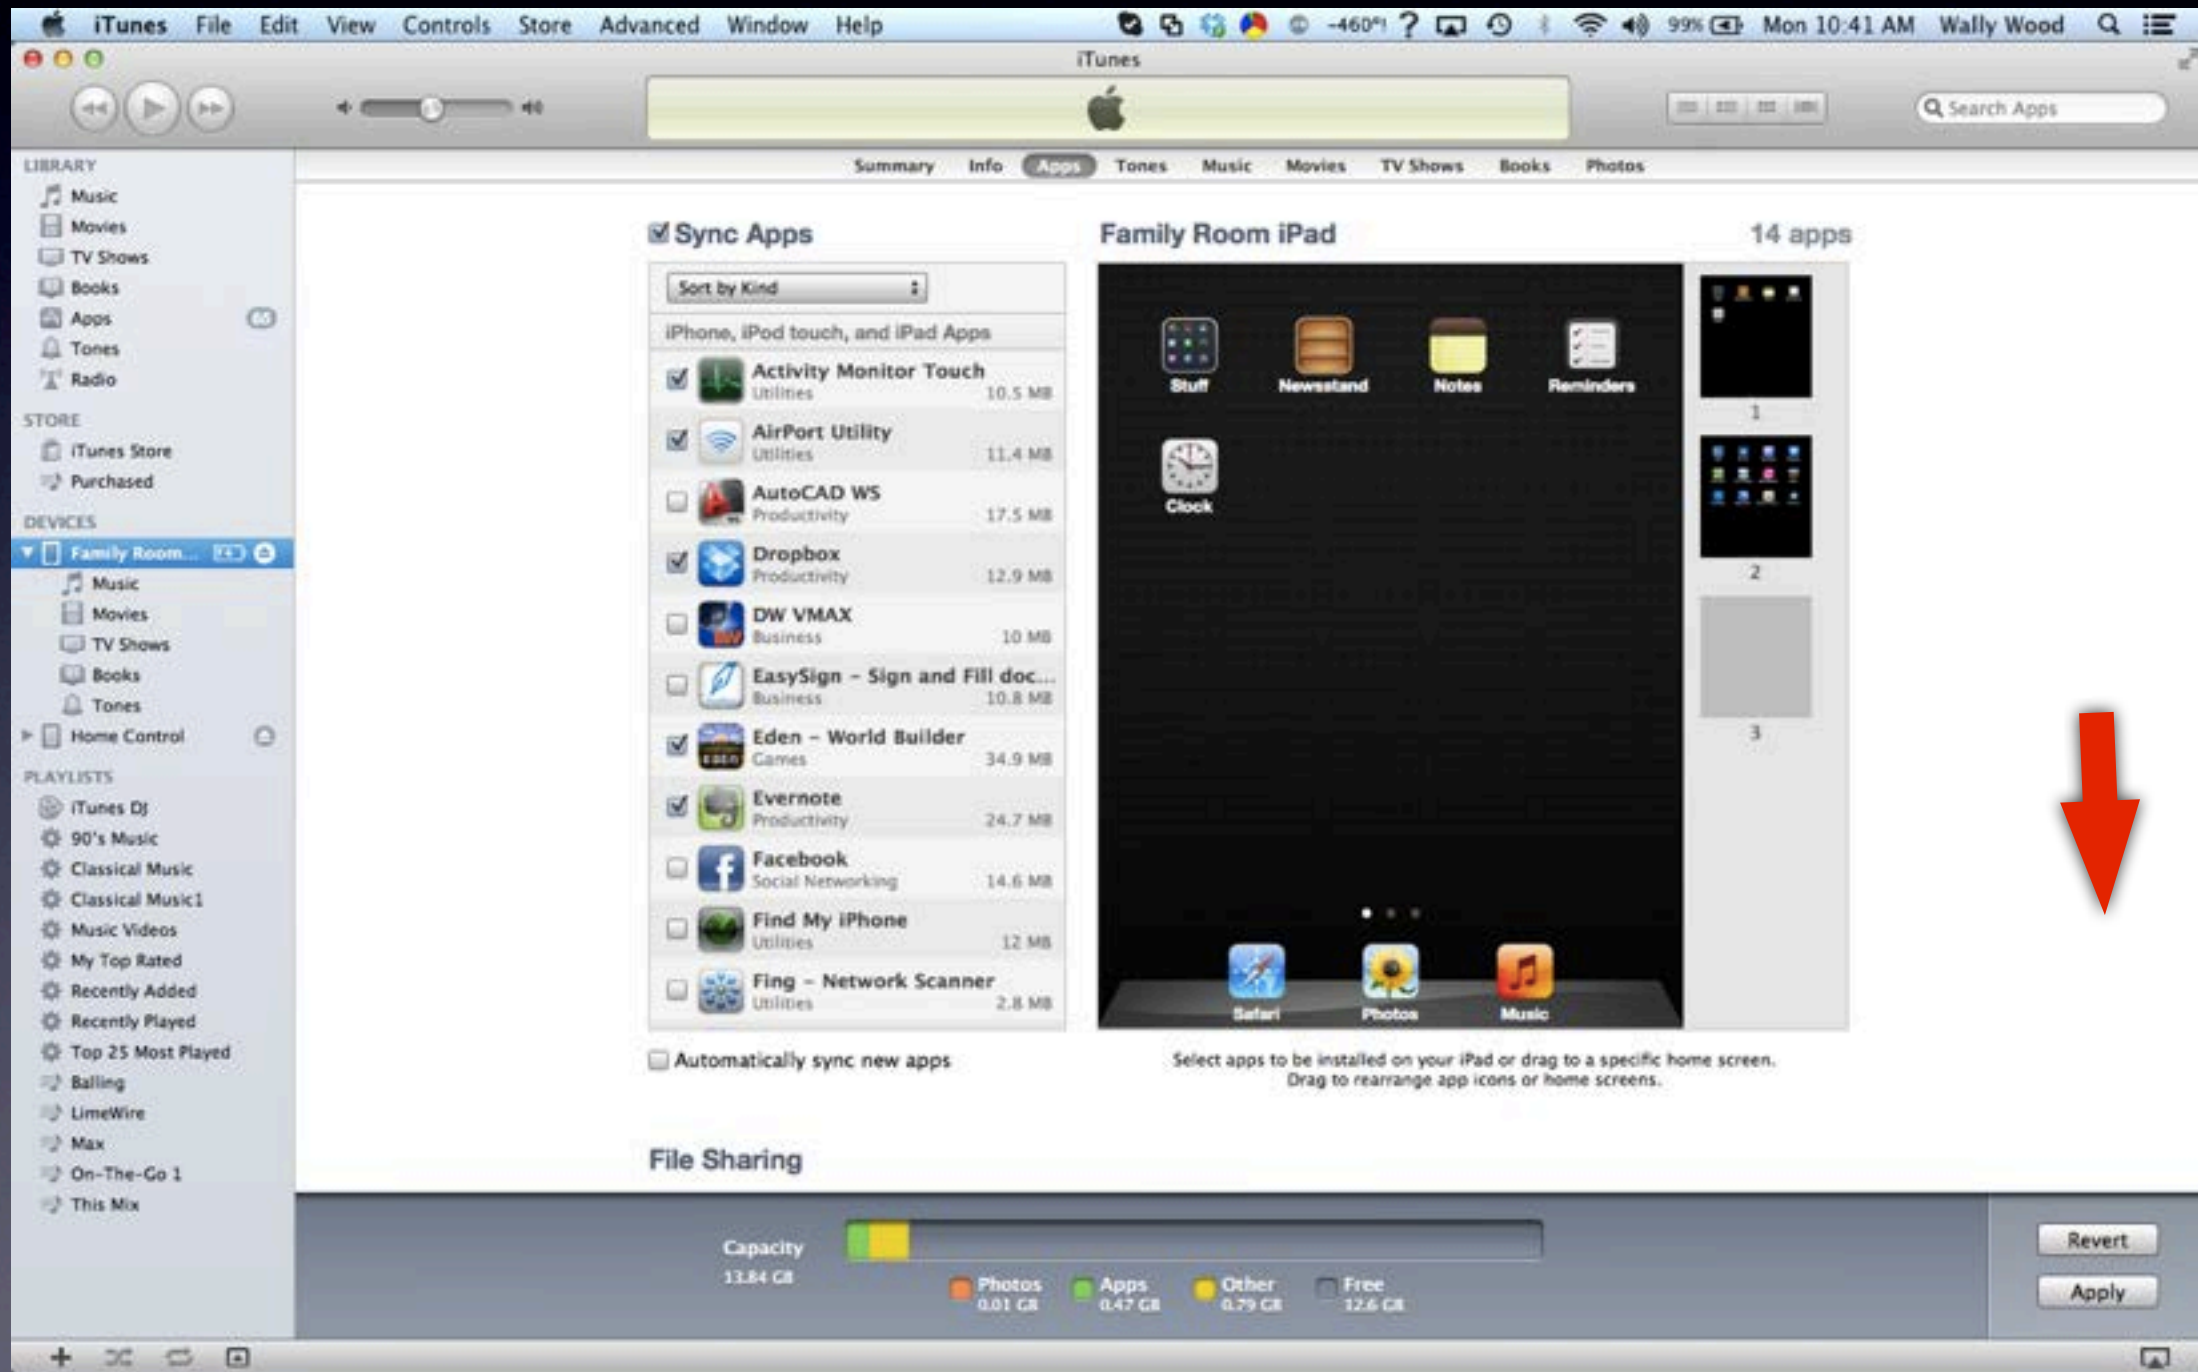 iTunes File Edit View Controls Store Advanced Window Help -460° ? 99% Mon 10:41 AM Wally Wood
iTunes
Search Apps
Summary Info Apps Tones Music Movies TV Shows Books Photos
LIBRARY
Music
Movies
TV Shows
Books
Apps
Tones
Radio
STORE
iTunes Store
Purchased
DEVICES
Family Room...
Music
Movies
TV Shows
Books
Tones
Home Control
PLAYLISTS
iTunes DJ
90's Music
Classical Music
Classical Music1
Music Videos
My Top Rated
Recently Added
Recently Played
Top 25 Most Played
Balling
LimeWire
Max
On-The-Go 1
This Mix
Sync Apps
Sort by Kind
iPhone, iPod touch, and iPad Apps
Activity Monitor Touch
Utilities 10.5 MB
AirPort Utility
Utilities 11.4 MB
AutoCAD WS
Productivity 17.5 MB
Dropbox
Productivity 12.9 MB
DW VMAX
Business 10 MB
EasySign - Sign and Fill doc...
Business 10.8 MB
Eden - World Builder
Games 34.9 MB
Evernote
Productivity 24.7 MB
Facebook
Social Networking 14.6 MB
Find My iPhone
Utilities 12 MB
Fing - Network Scanner
Utilities 2.8 MB
Automatically sync new apps
Family Room iPad 14 apps
Stuff Newsstand Notes Reminders
Clock
Safari Photos Music
1
2
3
Select apps to be installed on your iPad or drag to a specific home screen.
Drag to rearrange app icons or home screens.
File Sharing
Capacity
13.84 GB
Photos Apps Other Free
0.01 GB 0.47 GB 0.79 GB 12.6 GB
Revert
Apply